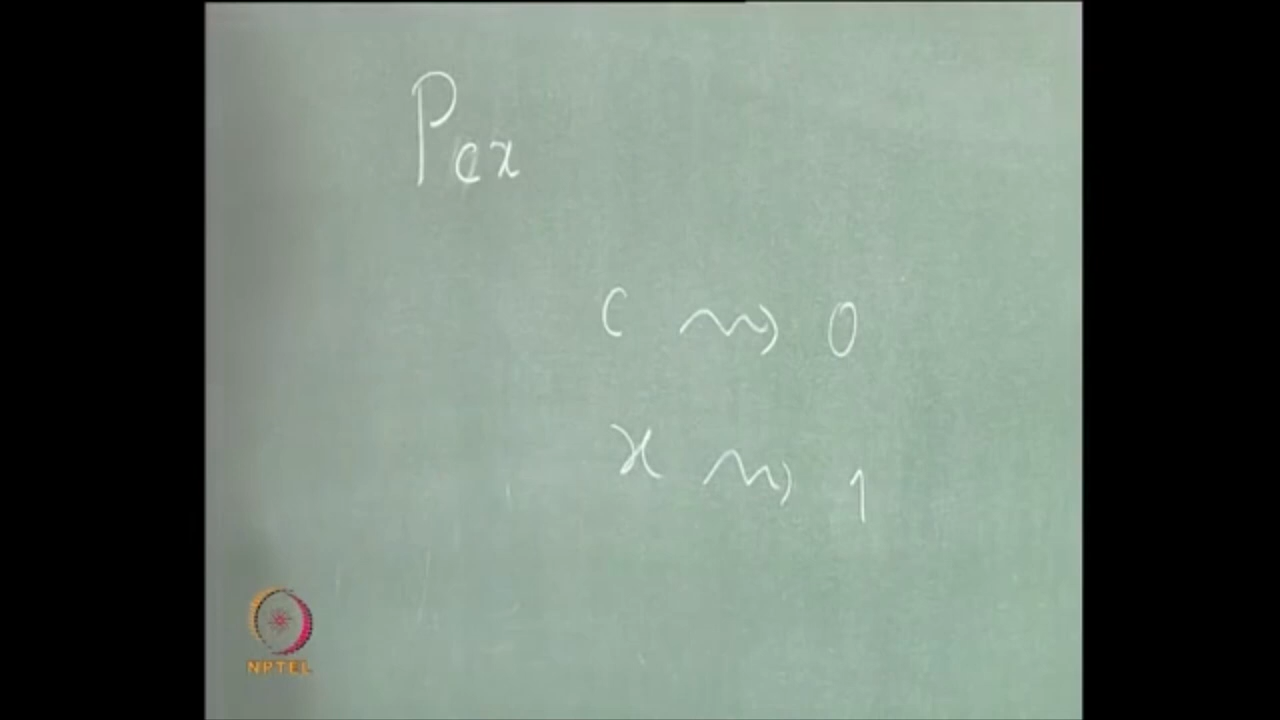 Pcx
c ⇝ 0
x ⇝ 1
NPTEL